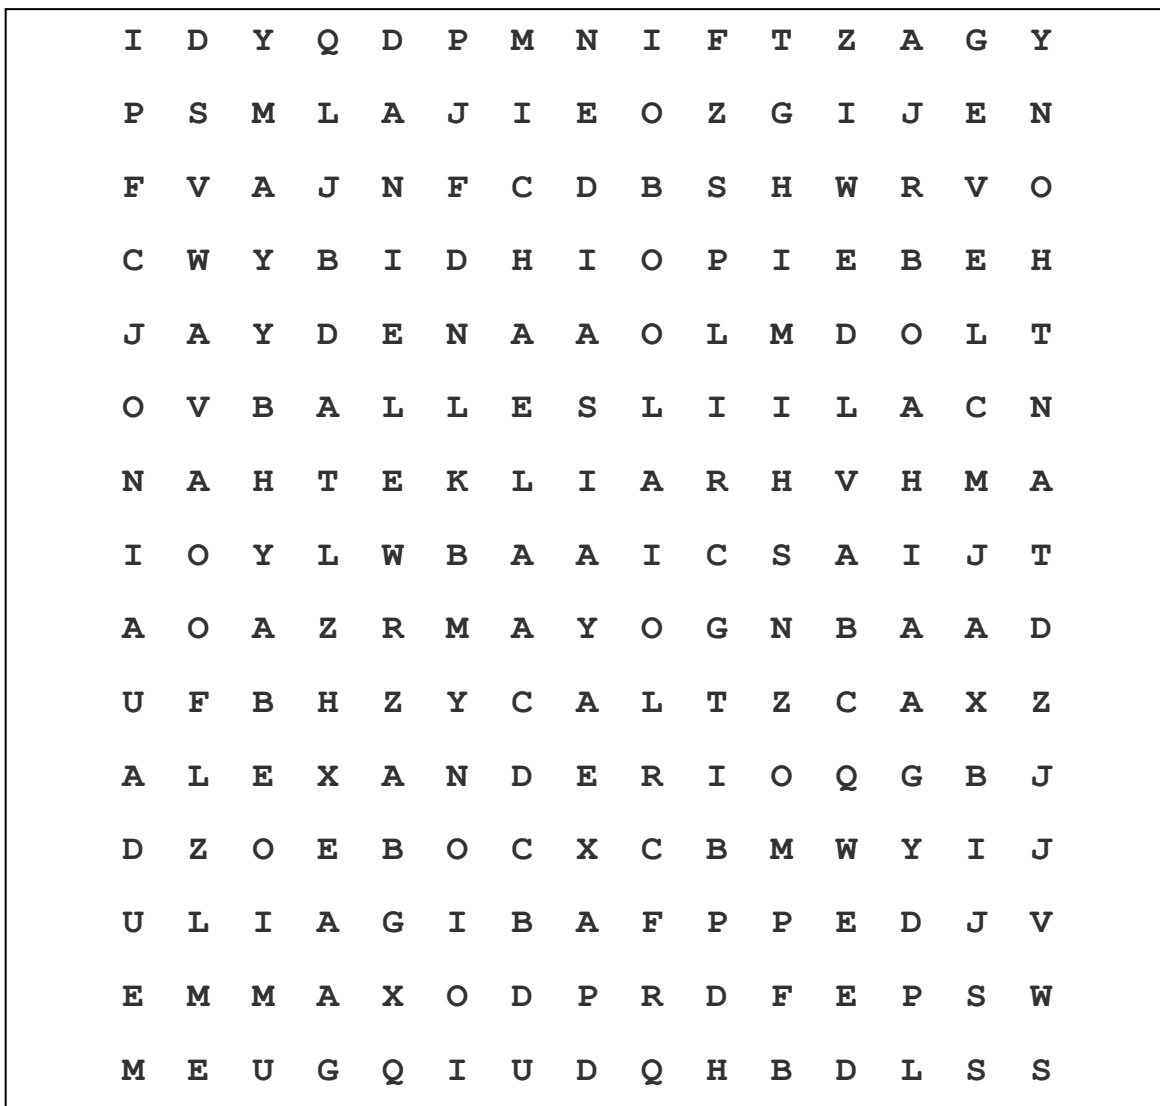 I D Y Q D P M N I F T Z A G Y
P S M L A J I E O Z G I J E N
F V A J N F C D B S H W R V O
C W Y B I D H I O P I E B E H
J A Y D E N A A O L M D O L T
O V B A L L E S L I I L A C N
N A H T E K L I A R H V H M A
I O Y L W B A A I C S A I J T
A O A Z R M A Y O G N B A A D
U F B H Z Y C A L T Z C A X Z
A L E X A N D E R I O Q G B J
D Z O E B O C X C B M W Y I J
U L I A G I B A F P P E D J V
E M M A X O D P R D F E P S W
M E U G Q I U D Q H B D L S S